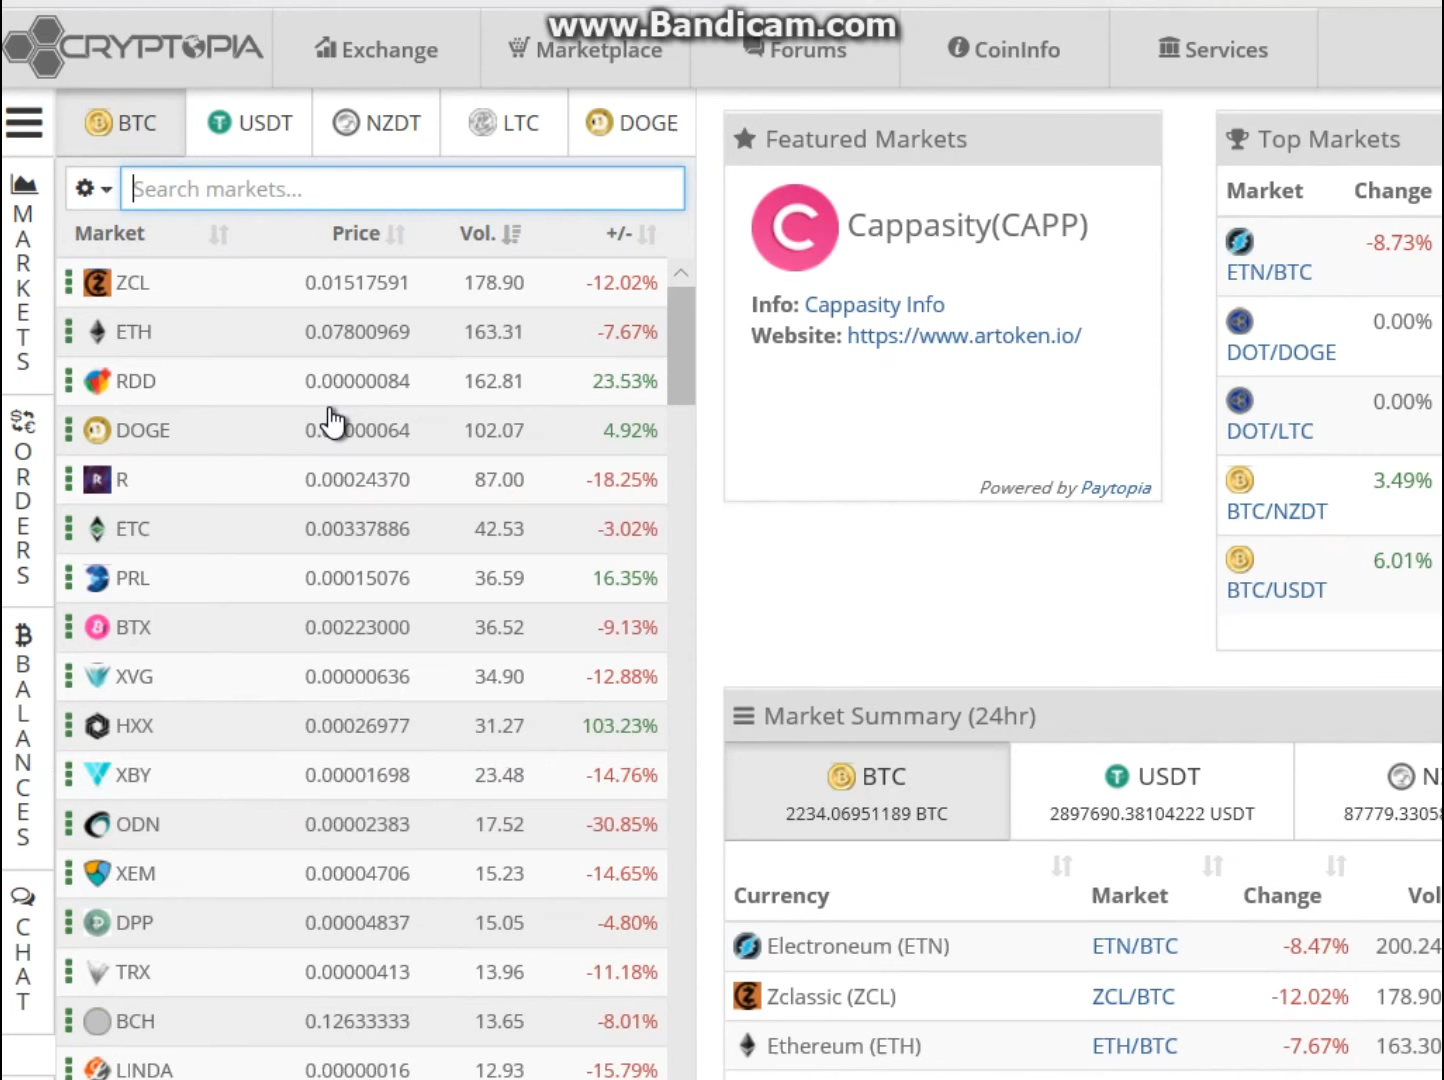 www.Bandicam.com
CRYPTOPIA
Exchange
Marketplace
Forums
CoinInfo
Services
BTC
USDT
NZDT
LTC
DOGE
Search markets...
Market Price Vol. +/-
ZCL 0.01517591 178.90 -12.02%
ETH 0.07800969 163.31 -7.67%
RDD 0.00000084 162.81 23.53%
DOGE 102.07 4.92%
R 0.00024370 87.00 -18.25%
ETC 0.00337886 42.53 -3.02%
PRL 0.00015076 36.59 16.35%
BTX 0.00223000 36.52 -9.13%
XVG 0.00000636 34.90 -12.88%
HXX 0.00026977 31.27 103.23%
XBY 0.00001698 23.48 -14.76%
ODN 0.00002383 17.52 -30.85%
XEM 0.00004706 15.23 -14.65%
DPP 0.00004837 15.05 -4.80%
TRX 0.00000413 13.96 -11.18%
BCH 0.12633333 13.65 -8.01%
LINDA 0.00000016 12.93 -15.79%
MARKETS
ORDERS
BALANCES
CHAT
Featured Markets
Cappasity(CAPP)
Info: Cappasity Info
Website: https://www.artoken.io/
Powered by Paytopia
Top Markets
Market Change
-8.73%
ETN/BTC
0.00%
DOT/DOGE
0.00%
DOT/LTC
3.49%
BTC/NZDT
6.01%
BTC/USDT
Market Summary (24hr)
BTC
2234.06951189 BTC
USDT
2897690.38104222 USDT
N
87779.3305
Currency Market Change Vol
Electroneum (ETN) ETN/BTC -8.47% 200.24
Zclassic (ZCL) ZCL/BTC -12.02% 178.90
Ethereum (ETH) ETH/BTC -7.67% 163.30